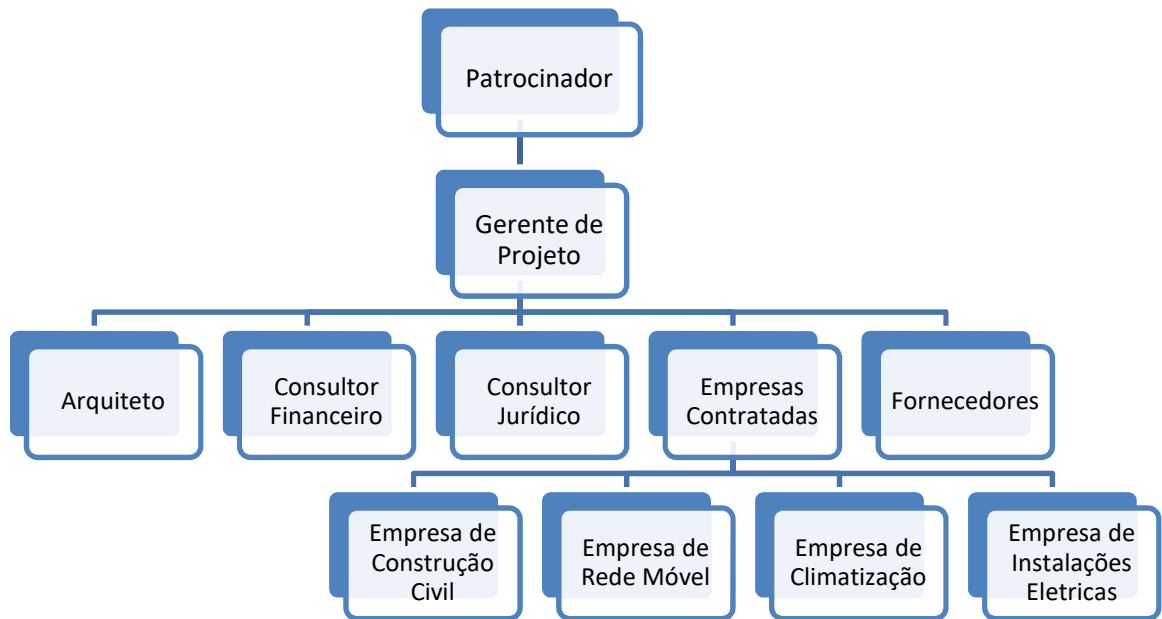 Patrocinador
Gerente de
Projeto
Arquiteto
Consultor
Financeiro
Consultor
Jurídico
Empresas
Contratadas
Fornecedores
Empresa de
Construção
Civil
Empresa de
Rede Móvel
Empresa de
Climatização
Empresa de
Instalações
Eletricas